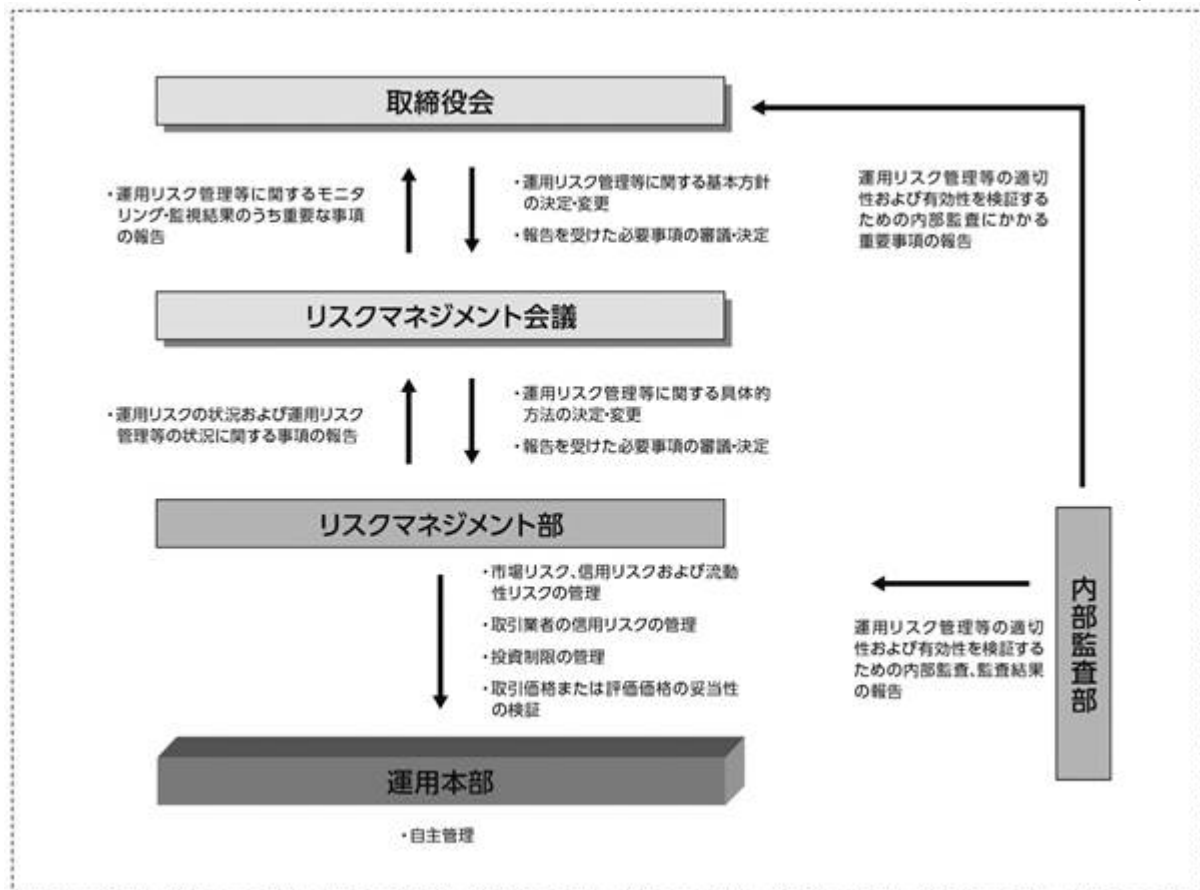 取締役会
・運用リスク管理等に関するモニタ
リング・監視結果のうち重要な事項
の報告
・運用リスク管理等に関する基本方針
の決定・変更
・報告を受けた必要事項の審議・決定
運用リスク管理等の適切
性および有効性を検証す
るための内部監査にかかる
重要事項の報告
リスクマネジメント会議
・運用リスクの状況および運用リスク
管理等の状況に関する事項の報告
・運用リスク管理等に関する具体的
方法の決定・変更
・報告を受けた必要事項の審議・決定
リスクマネジメント部
・市場リスク、信用リスクおよび流動
性リスクの管理
・取引業者の信用リスクの管理
・投資制限の管理
・取引価格または評価価格の妥当性
の検証
運用リスク管理等の適切
性および有効性を検証する
ための内部監査、監査結果
の報告
内部監査部
運用本部
・自主管理